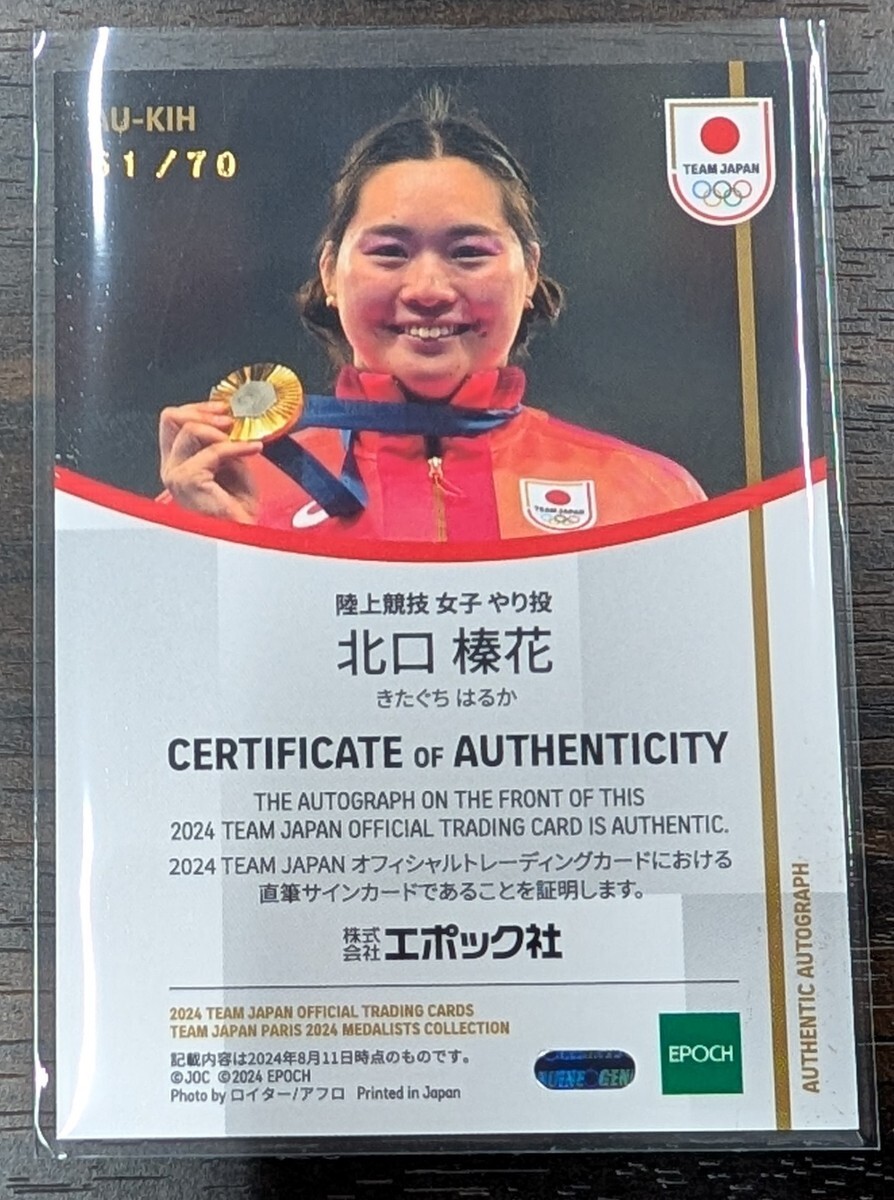 AU-KIH
51/70
TEAM JAPAN
TEAM JAPAN
陸上競技 女子 やり投
北口 榛花
きたぐち はるか
CERTIFICATE OF AUTHENTICITY
THE AUTOGRAPH ON THE FRONT OF THIS
2024 TEAM JAPAN OFFICIAL TRADING CARD IS AUTHENTIC.
2024 TEAM JAPAN オフィシャルトレーディングカードにおける
直筆サインカードであることを証明します。
株式会社エポック社
2024 TEAM JAPAN OFFICIAL TRADING CARDS
TEAM JAPAN PARIS 2024 MEDALISTS COLLECTION
記載内容は2024年8月11日時点のものです。
©JOC ©2024 EPOCH
Photo by ロイター/アフロ Printed in Japan
EPOCH
AUTHENTIC AUTOGRAPH